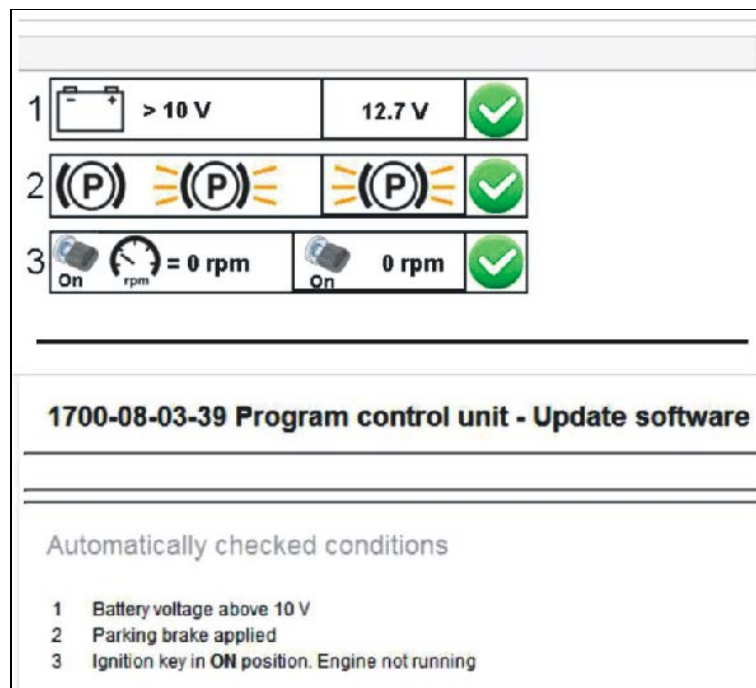 1 - + > 10 V 12.7 V
2 (P) (P) (P)
3 On rpm = 0 rpm On 0 rpm
1700-08-03-39 Program control unit - Update software
Automatically checked conditions
1 Battery voltage above 10 V
2 Parking brake applied
3 Ignition key in ON position. Engine not running